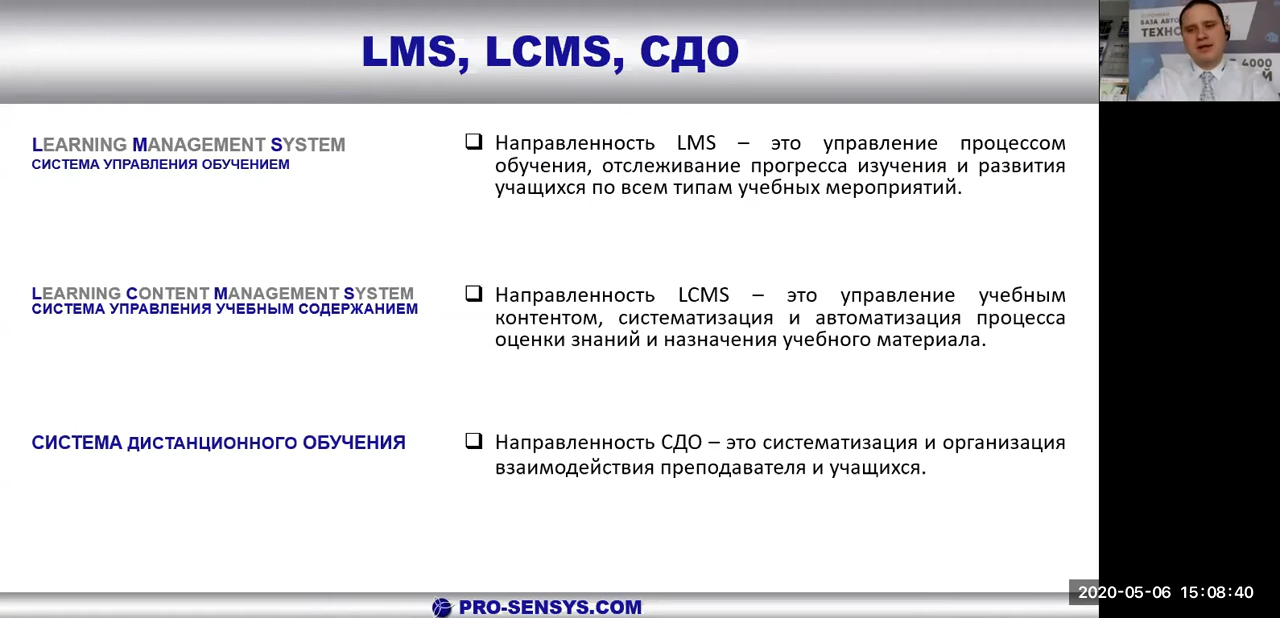 LMS, LCMS, СДО
LEARNING MANAGEMENT SYSTEM
СИСТЕМА УПРАВЛЕНИЯ ОБУЧЕНИЕМ
Направленность LMS – это управление процессом
обучения, отслеживание прогресса изучения и развития
учащихся по всем типам учебных мероприятий.
LEARNING CONTENT MANAGEMENT SYSTEM
СИСТЕМА УПРАВЛЕНИЯ УЧЕБНЫМ СОДЕРЖАНИЕМ
Направленность LCMS – это управление учебным
контентом, систематизация и автоматизация процесса
оценки знаний и назначения учебного материала.
СИСТЕМА ДИСТАНЦИОННОГО ОБУЧЕНИЯ
Направленность СДО – это систематизация и организация
взаимодействия преподавателя и учащихся.
PRO-SENSYS.COM
БАЗА
4000
2020-05-06 15:08:40